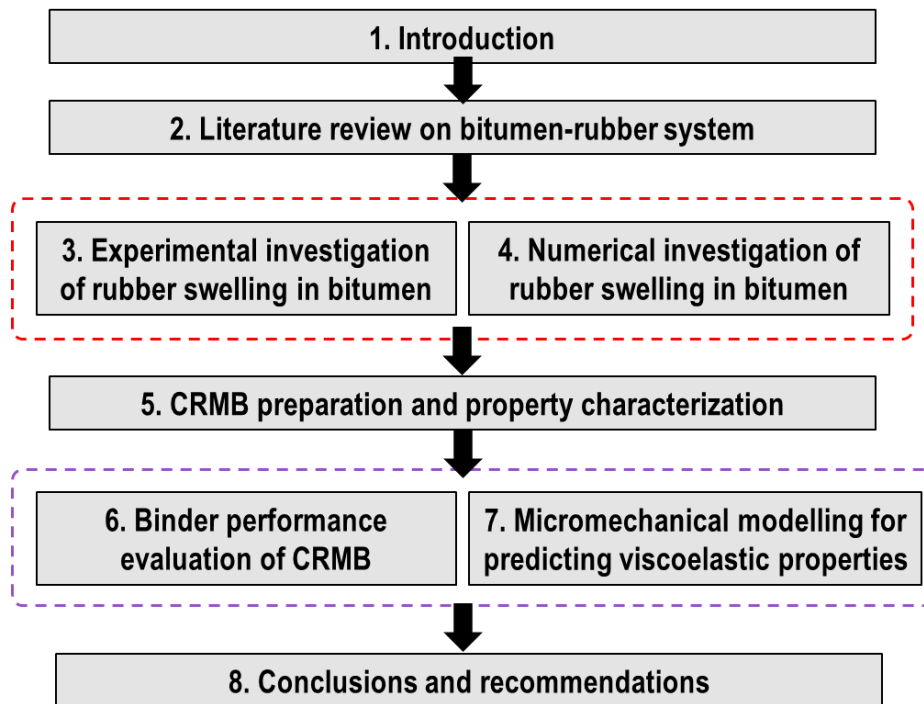 1. Introduction
2. Literature review on bitumen-rubber system
3. Experimental investigation
of rubber swelling in bitumen
4. Numerical investigation of
rubber swelling in bitumen
5. CRMB preparation and property characterization
6. Binder performance
evaluation of CRMB
7. Micromechanical modelling for
predicting viscoelastic properties
8. Conclusions and recommendations